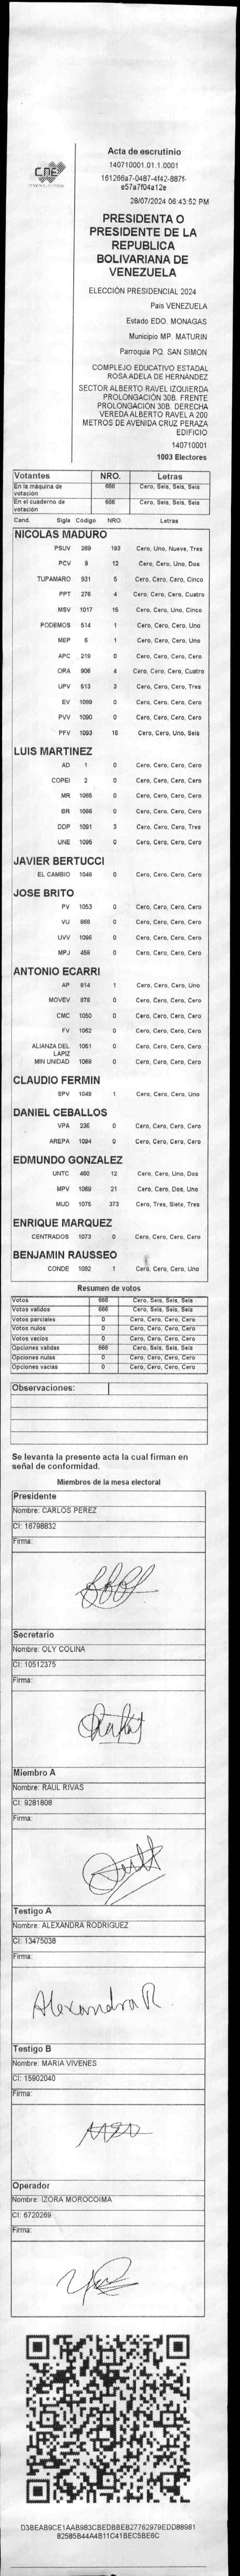 CNE
Acta de escrutinio
140710001.01.1.0001
161266a7-0487-4f42-887f-
e57a7f04a12e
28/07/2024 06:43:52 PM
PRESIDENTA O
PRESIDENTE DE LA
REPUBLICA
BOLIVARIANA DE
VENEZUELA
ELECCIÓN PRESIDENCIAL 2024
Pais VENEZUELA
Estado EDO. MONAGAS
Municipio MP. MATURIN
Parroquia PQ. SAN SIMON
COMPLEJO EDUCATIVO ESTADAL
ROSA ADELA DE HERNÁNDEZ
SECTOR ALBERTO RAVEL IZQUIERDA
PROLONGACIÓN 30B. FRENTE
PROLONGACIÓN 30B. DERECHA
VEREDA ALBERTO RAVEL A 200
METROS DE AVENIDA CRUZ PERAZA
EDIFICIO
140710001
1003 Electores
Votantes NRO. Letras
En la máquina de votación 666 Cero, Seis, Seis, Seis
En el cuaderno de votación 666 Cero, Seis, Seis, Seis
Cand. Sigla Codigo NRO. Letras
NICOLAS MADURO
PSUV 269 193 Cero, Uno, Nueve, Tres
PCV 9 12 Cero, Cero, Uno, Dos
TUPAMARO 931 5 Cero, Cero, Cero, Cinco
PPT 276 4 Cero, Cero, Cero, Cuatro
MSV 1017 15 Cero, Cero, Uno, Cinco
PODEMOS 514 1 Cero, Cero, Cero, Uno
MEP 6 1 Cero, Cero, Cero, Uno
APC 219 0 Cero, Cero, Cero, Cero
ORA 906 4 Cero, Cero, Cero, Cuatro
UPV 513 3 Cero, Cero, Cero, Tres
EV 1089 0 Cero, Cero, Cero, Cero
PVV 1090 0 Cero, Cero, Cero, Cero
PFV 1093 16 Cero, Cero, Uno, Seis
LUIS MARTINEZ
AD 1 0 Cero, Cero, Cero, Cero
COPEI 2 0 Cero, Cero, Cero, Cero
MR 1065 0 Cero, Cero, Cero, Cero
BR 1066 0 Cero, Cero, Cero, Cero
DDP 1091 3 Cero, Cero, Cero, Tres
UNE 1095 0 Cero, Cero, Cero, Cero
JAVIER BERTUCCI
EL CAMBIO 1046 0 Cero, Cero, Cero, Cero
JOSE BRITO
PV 1053 0 Cero, Cero, Cero, Cero
VU 868 0 Cero, Cero, Cero, Cero
UVV 1096 0 Cero, Cero, Cero, Cero
MPJ 456 0 Cero, Cero, Cero, Cero
ANTONIO ECARRI
AP 814 1 Cero, Cero, Cero, Uno
MOVEV 878 0 Cero, Cero, Cero, Cero
CMC 1050 0 Cero, Cero, Cero, Cero
FV 1062 0 Cero, Cero, Cero, Cero
ALIANZA DEL LAPIZ 1051 0 Cero, Cero, Cero, Cero
MIN UNIDAD 1068 0 Cero, Cero, Cero, Cero
CLAUDIO FERMIN
SPV 1049 1 Cero, Cero, Cero, Uno
DANIEL CEBALLOS
VPA 236 0 Cero, Cero, Cero, Cero
AREPA 1094 0 Cero, Cero, Cero, Cero
EDMUNDO GONZALEZ
UNTC 460 12 Cero, Cero, Uno, Dos
MPV 1069 21 Cero, Cero, Dos, Uno
MUD 1075 373 Cero, Tres, Siete, Tres
ENRIQUE MARQUEZ
CENTRADOS 1073 0 Cero, Cero, Cero, Cero
BENJAMIN RAUSSEO
CONDE 1092 1 Cero, Cero, Cero, Uno
Resumen de votos
Votos 666 Cero, Seis, Seis, Seis
Votos validos 666 Cero, Seis, Seis, Seis
Votos parciales 0 Cero, Cero, Cero, Cero
Votos nulos 0 Cero, Cero, Cero, Cero
Votos vacios 0 Cero, Cero, Cero, Cero
Opciones validas 666 Cero, Seis, Seis, Seis
Opciones nulas 0 Cero, Cero, Cero, Cero
Opciones vacias 0 Cero, Cero, Cero, Cero
Observaciones:
Se levanta la presente acta la cual firman en
señal de conformidad.
Miembros de la mesa electoral
Presidente
Nombre: CARLOS PEREZ
CI: 16798832
Firma:
Secretario
Nombre: OLY COLINA
CI: 10512375
Firma:
Miembro A
Nombre: RAUL RIVAS
CI: 9281808
Firma:
Testigo A
Nombre: ALEXANDRA RODRIGUEZ
CI: 13475038
Firma:
Alexandra R.
Testigo B
Nombre: MARIA VIVENES
CI: 15902040
Firma:
Operador
Nombre: IZORA MOROCOIMA
CI: 6720269
Firma:
D3BEAB9CE1AAB983CBEDBBEB27762979EDD88981
82585B44A4B11C41BEC5BE6C